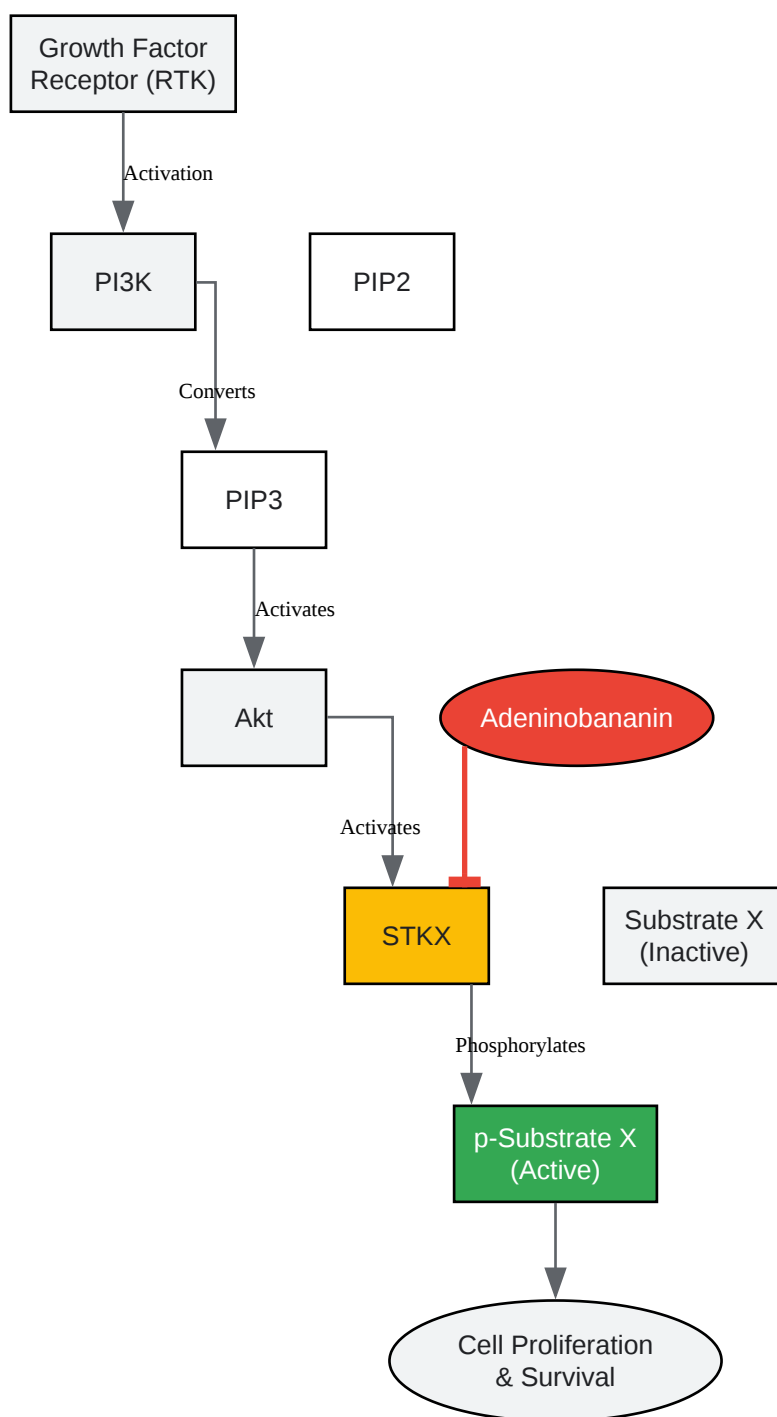 Growth Factor
Receptor (RTK)
Activation
PI3K
PIP2
Converts
PIP3
Activates
Akt
Adeninobananin
Activates
STKX
Substrate X
(Inactive)
Phosphorylates
p-Substrate X
(Active)
Cell Proliferation
& Survival